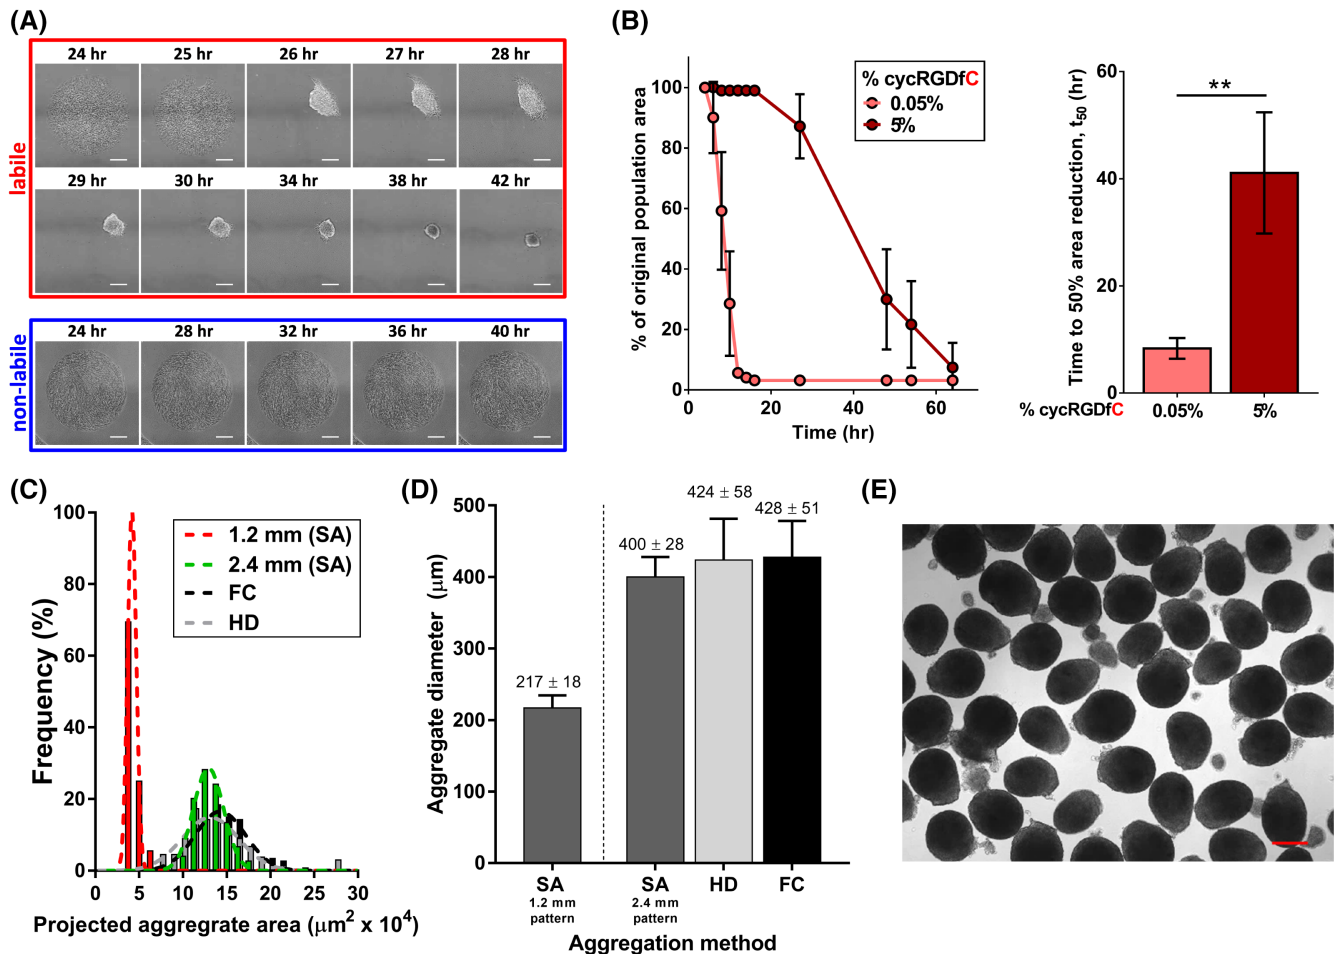 (A)
24 hr 25 hr 26 hr 27 hr 28 hr
labile
29 hr 30 hr 34 hr 38 hr 42 hr
24 hr 28 hr 32 hr 36 hr 40 hr
non-labile
(B)
% of original population area
100
80
60
40
20
0
0 20 40 60
Time (hr)
% cycRGDfC
0.05%
5%
Time to 50% area reduction, t50 (hr)
60
40
20
0
**
% cycRGDfC 0.05% 5%
(C)
Frequency (%)
100
80
60
40
20
0
0 5 10 15 20 25 30
Projected aggregrate area (μm² x 10⁴)
1.2 mm (SA)
2.4 mm (SA)
FC
HD
(D)
Aggregate diameter (μm)
500
400
300
200
100
0
217 ± 18
400 ± 28
424 ± 58
428 ± 51
SA SA HD FC
1.2 mm 2.4 mm
pattern pattern
Aggregation method
(E)